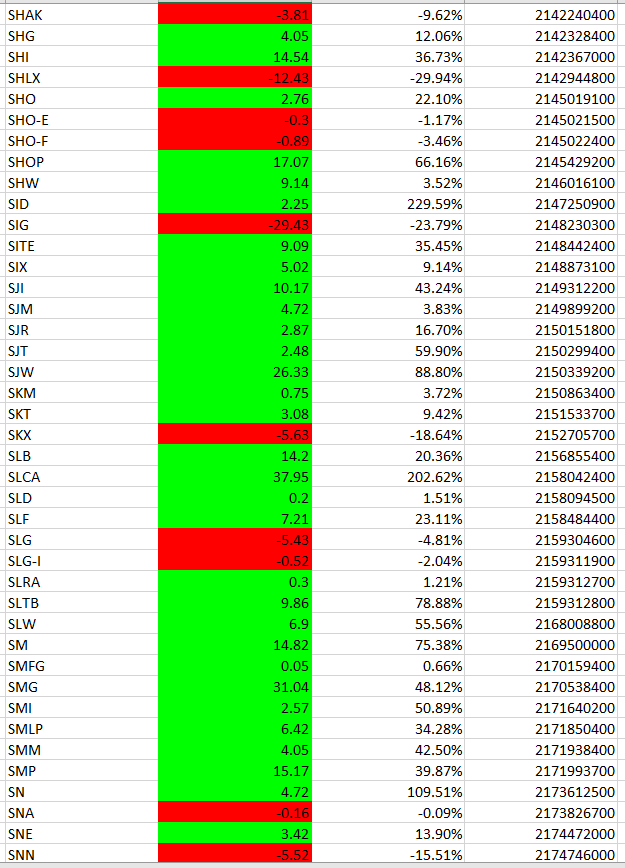 SHAK -3.81 -9.62% 2142240400
SHG 4.05 12.06% 2142328400
SHI 14.54 36.73% 2142367000
SHLX -12.43 -29.94% 2142944800
SHO 2.76 22.10% 2145019100
SHO-E -0.3 -1.17% 2145021500
SHO-F -0.89 -3.46% 2145022400
SHOP 17.07 66.16% 2145429200
SHW 9.14 3.52% 2146016100
SID 2.25 229.59% 2147250900
SIG -29.43 -23.79% 2148230300
SITE 9.09 35.45% 2148442400
SIX 5.02 9.14% 2148873100
SJI 10.17 43.24% 2149312200
SJM 4.72 3.83% 2149899200
SJR 2.87 16.70% 2150151800
SJT 2.48 59.90% 2150299400
SJW 26.33 88.80% 2150339200
SKM 0.75 3.72% 2150863400
SKT 3.08 9.42% 2151533700
SKX -5.63 -18.64% 2152705700
SLB 14.2 20.36% 2156855400
SLCA 37.95 202.62% 2158042400
SLD 0.2 1.51% 2158094500
SLF 7.21 23.11% 2158484400
SLG -5.43 -4.81% 2159304600
SLG-I -0.52 -2.04% 2159311900
SLRA 0.3 1.21% 2159312700
SLTB 9.86 78.88% 2159312800
SLW 6.9 55.56% 2168008800
SM 14.82 75.38% 2169500000
SMFG 0.05 0.66% 2170159400
SMG 31.04 48.12% 2170538400
SMI 2.57 50.89% 2171640200
SMLP 6.42 34.28% 2171850400
SMM 4.05 42.50% 2171938400
SMP 15.17 39.87% 2171993700
SN 4.72 109.51% 2173612500
SNA -0.16 -0.09% 2173826700
SNE 3.42 13.90% 2174472000
SNN -5.52 -15.51% 2174746000